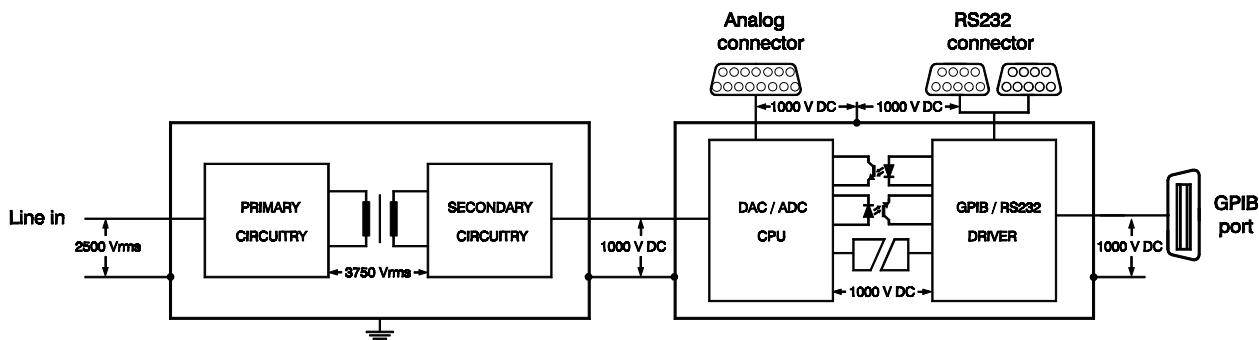 Analog
connector
RS232
connector
1000 V DC
1000 V DC
Line in
2500 Vrms
PRIMARY
CIRCUITRY
3750 Vrms
SECONDARY
CIRCUITRY
1000 V DC
DAC / ADC
CPU
1000 V DC
GPIB / RS232
DRIVER
1000 V DC
GPIB
port